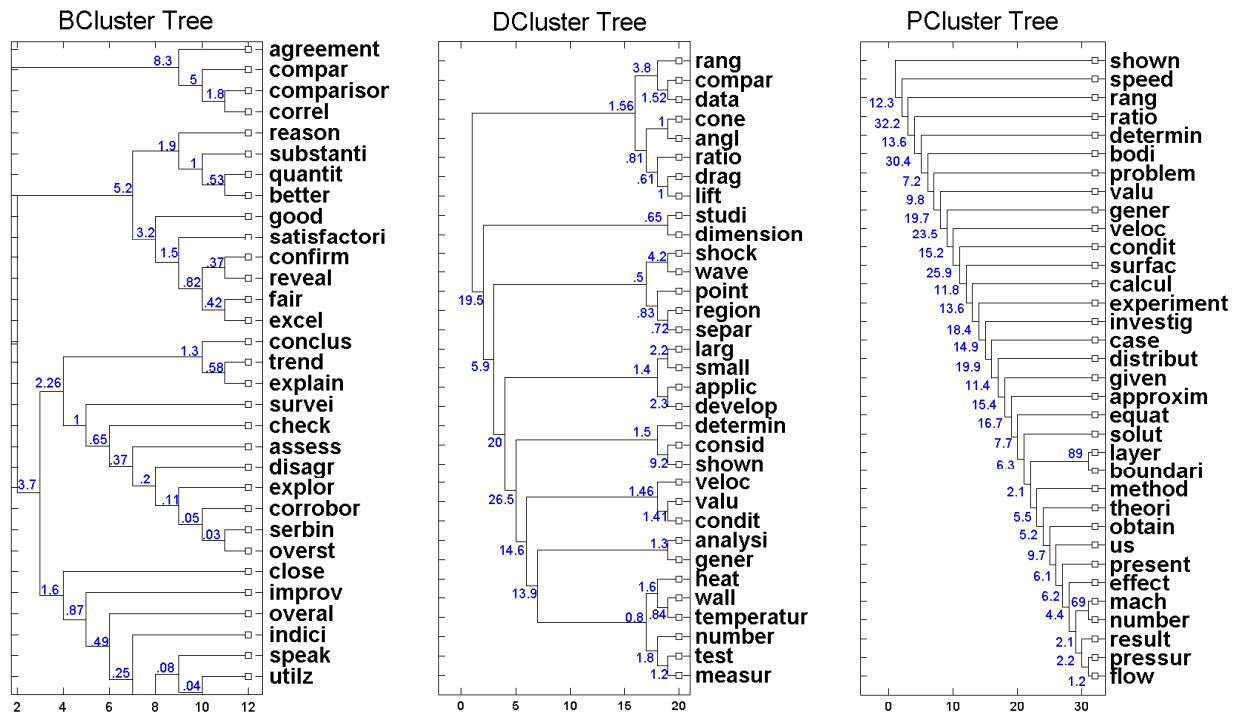 BCluster Tree
8.3
5
1.8
1.9
1
.53
5.2
3.2
1.5
.37
.82
.42
1.3
.58
2.26
1
.65
.37
.2
.11
.05
.03
3.7
1.6
.87
.49
.25
.08
.04
agreement
compar
comparisor
correl
reason
substanti
quantit
better
good
satisfactori
confirm
reveal
fair
excel
conclus
trend
explain
survei
check
assess
disagr
explor
corrobor
serbin
overst
close
improv
overal
indici
speak
utilz
2 4 6 8 10 12
DCluster Tree
3.8
1.52
1.56
1
.81
.61
1
.65
4.2
.5
.83
.72
19.5
2.2
1.4
2.3
5.9
1.5
9.2
20
1.46
1.41
26.5
1.3
14.6
1.6
.84
13.9
0.8
1.8
1.2
rang
compar
data
cone
angl
ratio
drag
lift
studi
dimension
shock
wave
point
region
separ
larg
small
applic
develop
determin
consid
shown
veloc
valu
condit
analysi
gener
heat
wall
temperatur
number
test
measur
0 5 10 15 20
PCluster Tree
12.3
32.2
13.6
30.4
7.2
9.8
19.7
23.5
15.2
25.9
11.8
13.6
18.4
14.9
19.9
11.4
15.4
16.7
7.7
89
6.3
2.1
5.5
5.2
9.7
6.1
6.2
69
4.4
2.1
2.2
1.2
shown
speed
rang
ratio
determin
bodi
problem
valu
gener
veloc
condit
surfac
calcul
experiment
investig
case
distribut
given
approxim
equat
solut
layer
boundari
method
theori
obtain
us
present
effect
mach
number
result
pressur
flow
0 10 20 30